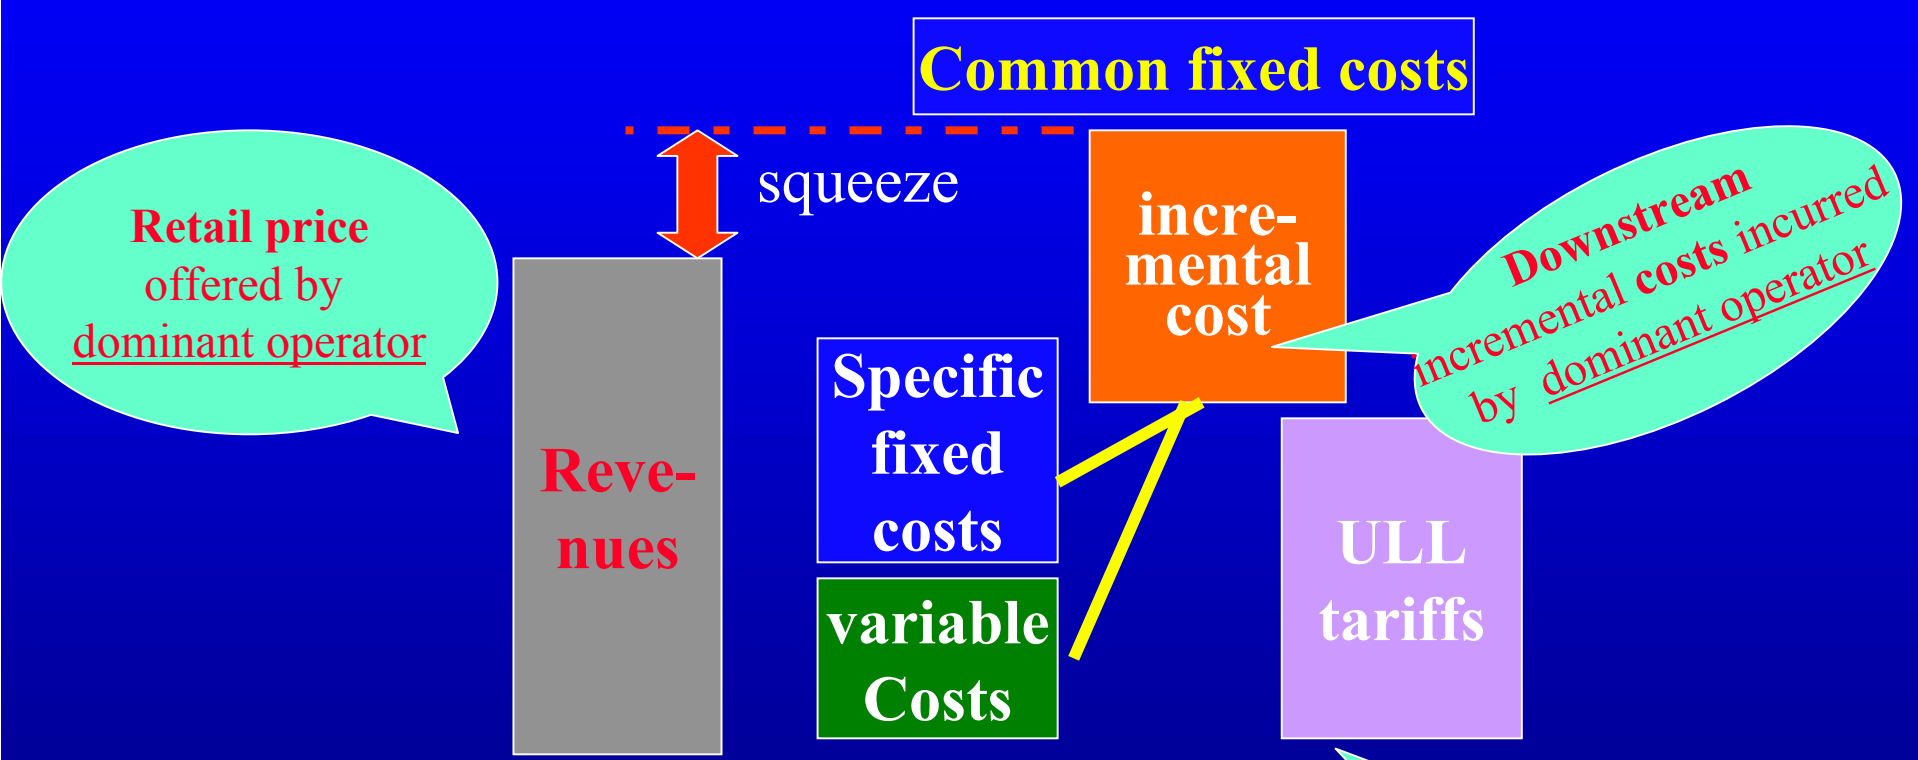 Common fixed costs
squeeze
Retail price
offered by
dominant operator
incre-
mental
cost
Downstream
incremental costs incurred
by dominant operator
Specific
fixed
costs
Reve-
nues
ULL
tariffs
variable
Costs